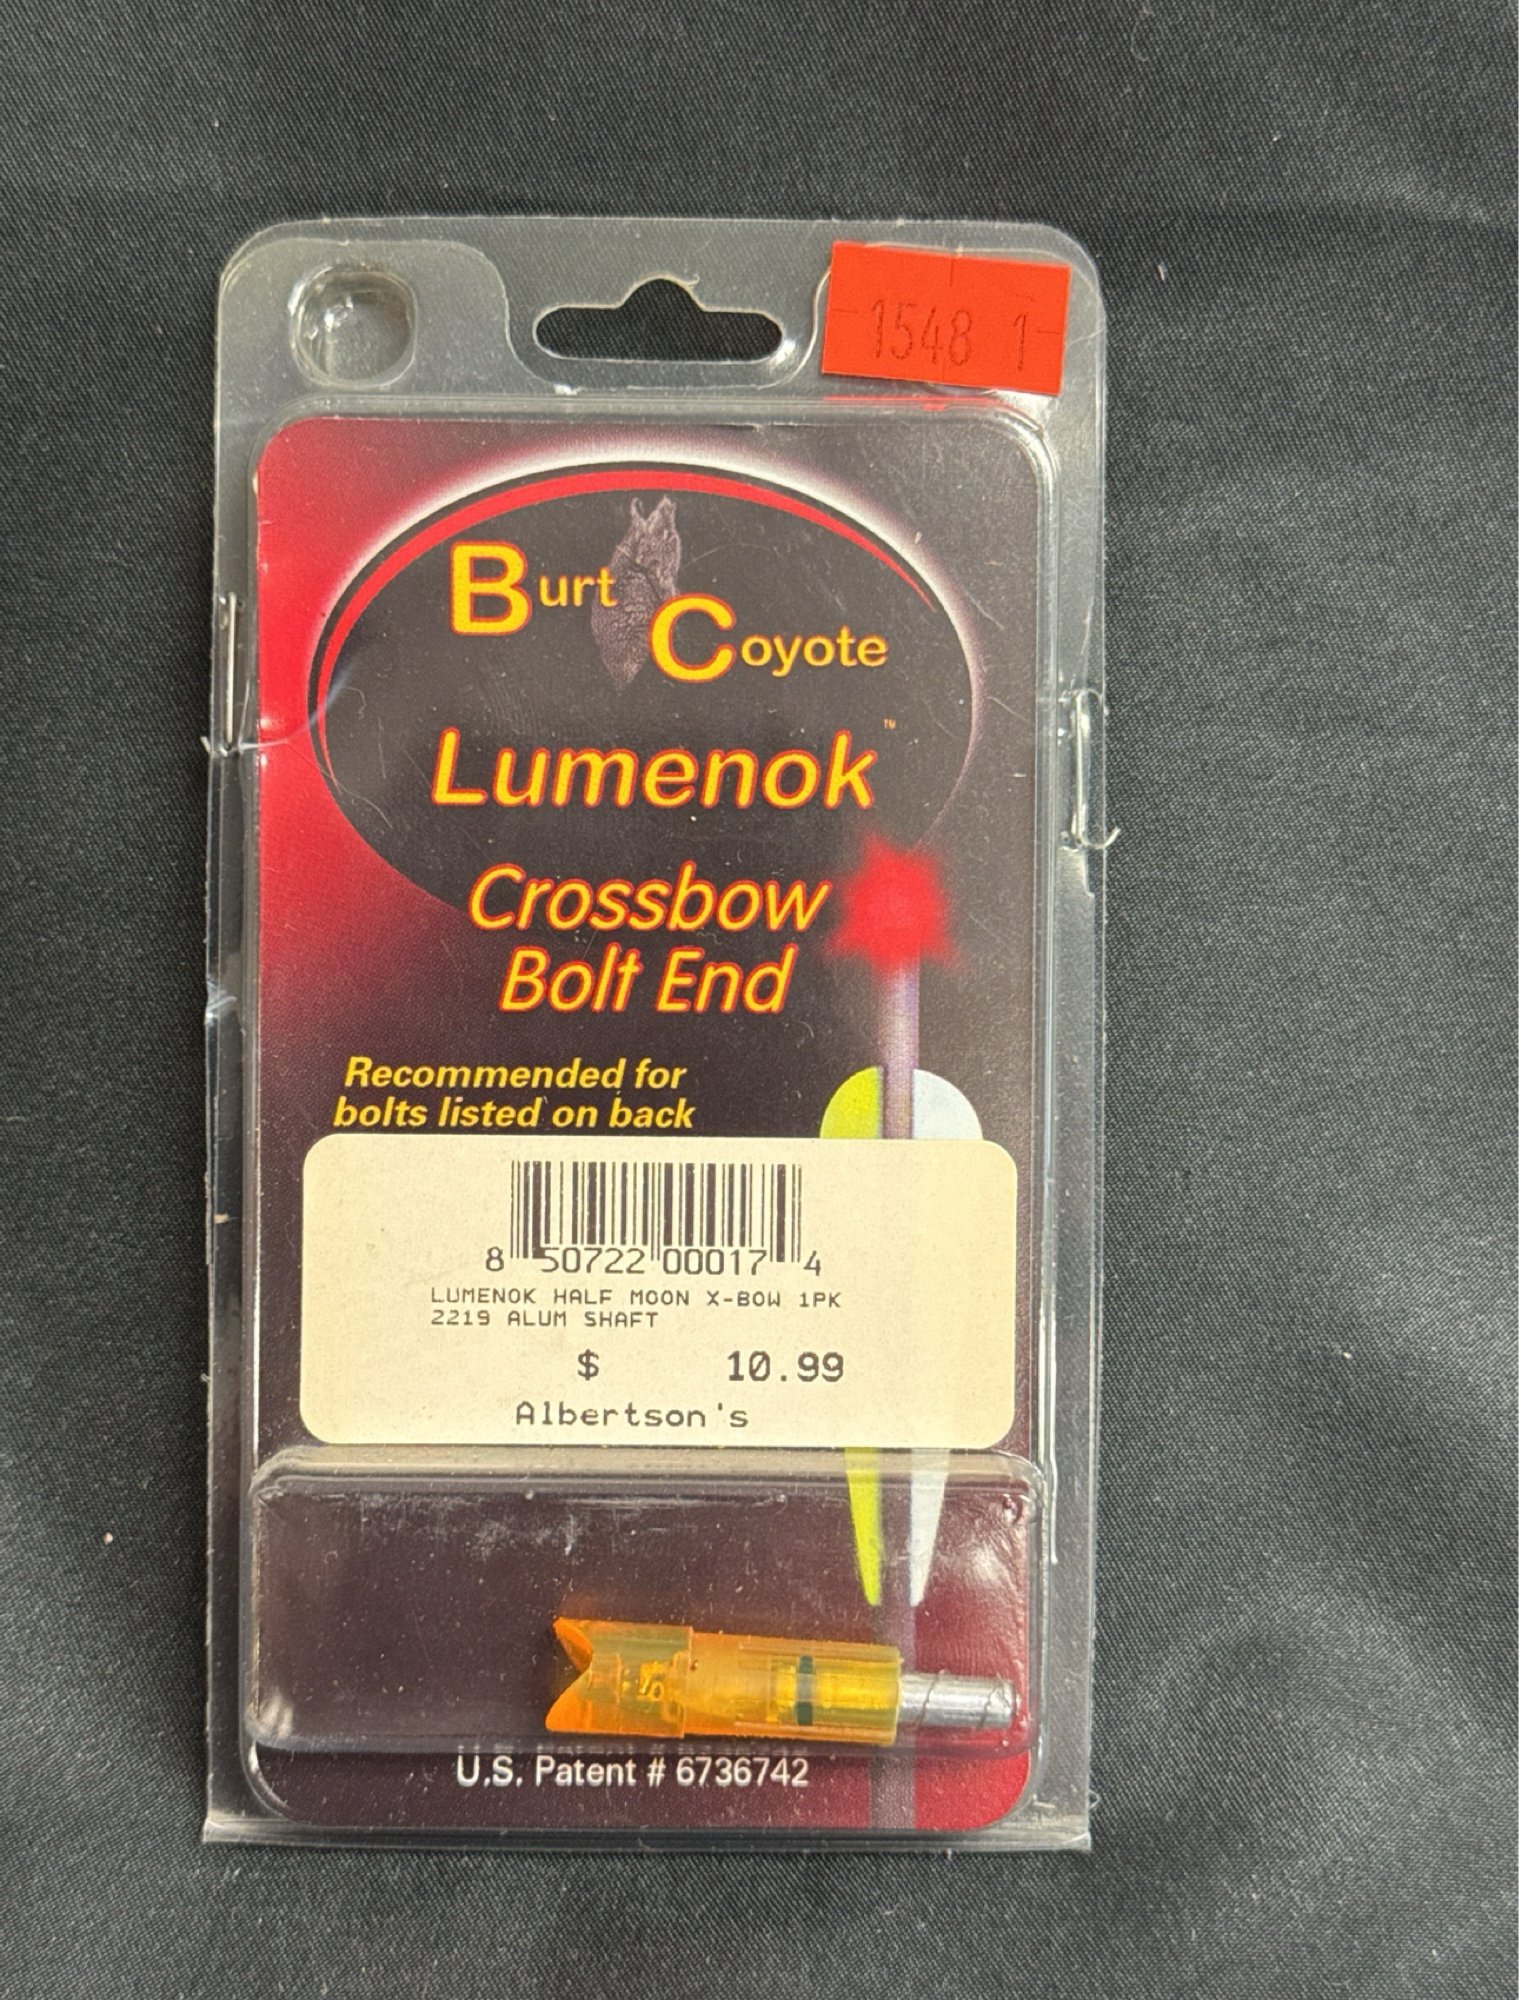 1548 1
Burt
Coyote
Lumenok™
Crossbow
Bolt End
Recommended for
bolts listed on back
8 50722 00017 4
LUMENOK HALF MOON X-BOW 1PK
2219 ALUM SHAFT
$ 10.99
Albertson's
U.S. Patent # 6736742